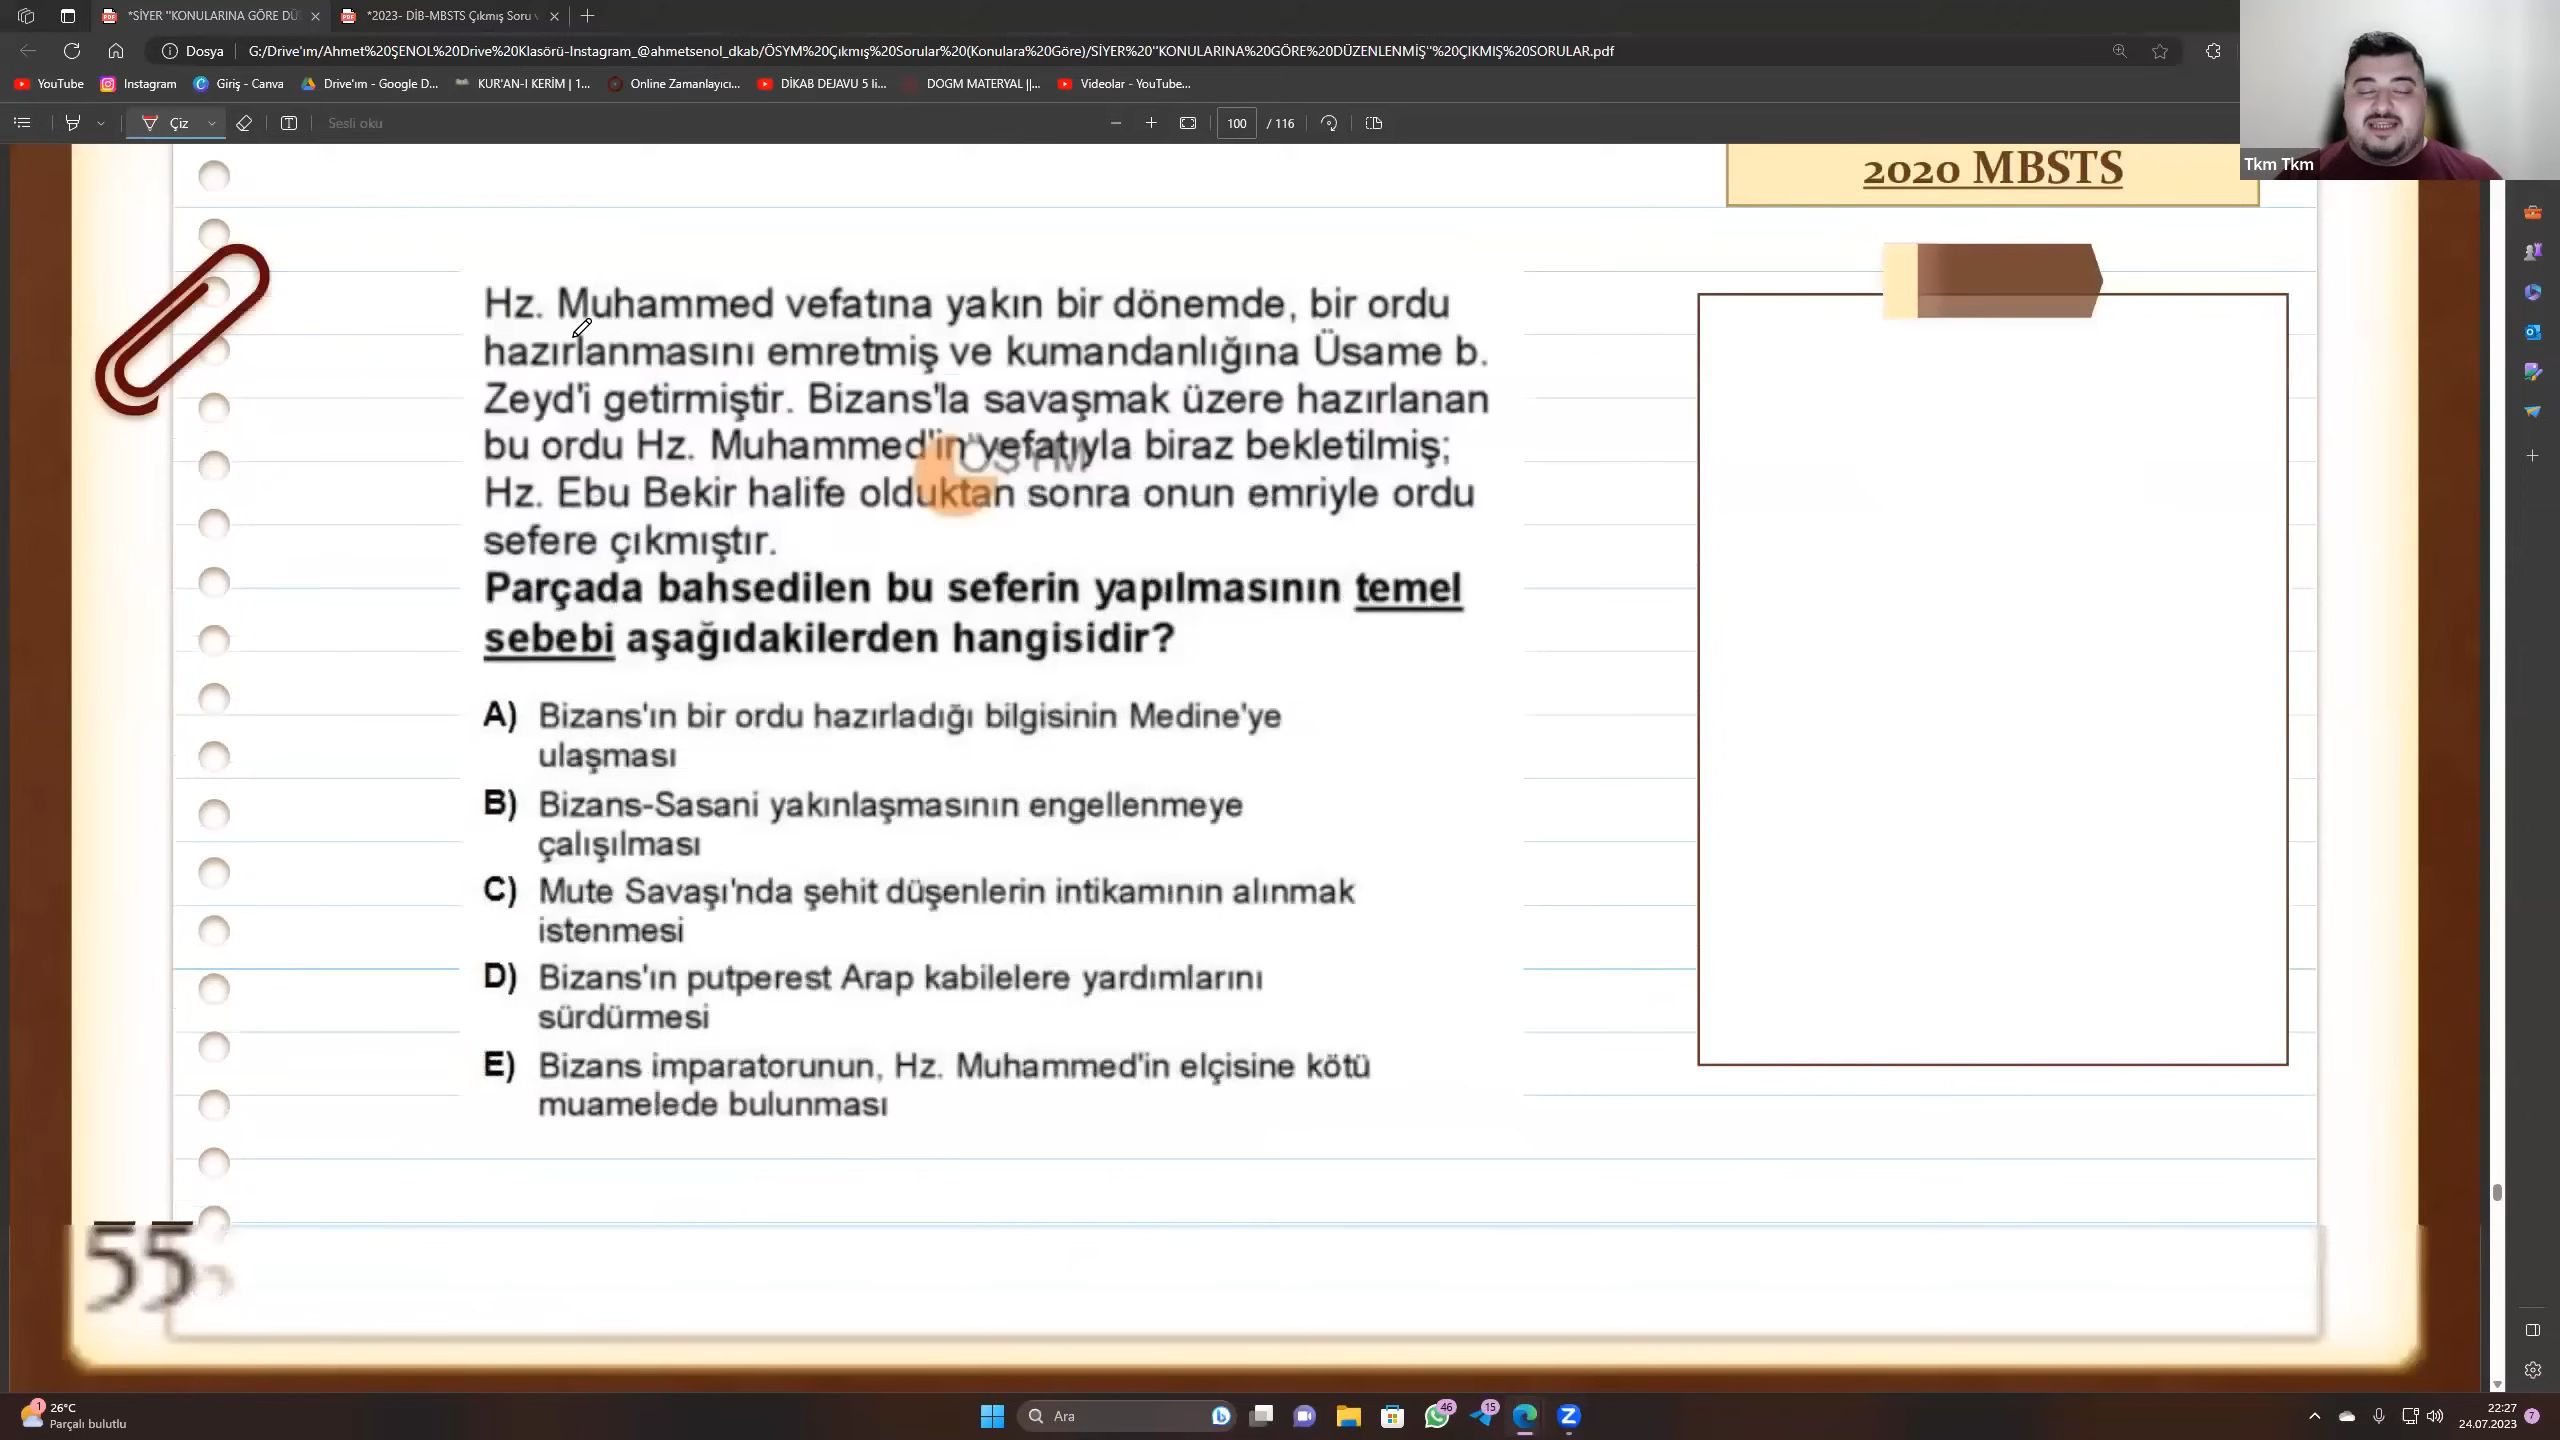 *SİYER "KONULARINA GÖRE DÜ
*2023- DİB-MBSTS Çıkmış Soru
Dosya
G:/Drive'ım/Ahmet%20ŞENOL%20Drive%20Klasörü-Instagram_@ahmetsenol_dkab/ÖSYM%20Çıkmış%20Sorular%20(Konulara%20Göre)/SİYER%20"KONULARINA%20GÖRE%20DÜZENLENMİŞ"%20ÇIKMIŞ%20SORULAR.pdf
YouTube
Instagram
Giriş - Canva
Drive'ım - Google D...
KUR'AN-I KERİM | 1...
Online Zamanlayıcı...
DİKAB DEJAVU 5 li...
DOGM MATERYAL ||...
Videolar - YouTube...
Çiz
Sesli oku
100 / 116
Tkm Tkm
2020 MBSTS
Hz. Muhammed vefatına yakın bir dönemde, bir ordu
hazırlanmasını emretmiş ve kumandanlığına Üsame b.
Zeyd'i getirmiştir. Bizans'la savaşmak üzere hazırlanan
bu ordu Hz. Muhammed'in vefatıyla biraz bekletilmiş;
ÖSYM
Hz. Ebu Bekir halife olduktan sonra onun emriyle ordu
sefere çıkmıştır.
Parçada bahsedilen bu seferin yapılmasının temel
sebebi aşağıdakilerden hangisidir?
A) Bizans'ın bir ordu hazırladığı bilgisinin Medine'ye
ulaşması
B) Bizans-Sasani yakınlaşmasının engellenmeye
çalışılması
C) Mute Savaşı'nda şehit düşenlerin intikamının alınmak
istenmesi
D) Bizans'ın putperest Arap kabilelere yardımlarını
sürdürmesi
E) Bizans imparatorunun, Hz. Muhammed'in elçisine kötü
muamelede bulunması
55
1
26°C
Parçalı bulutlu
Ara
46
15
22:27
24.07.2023
7